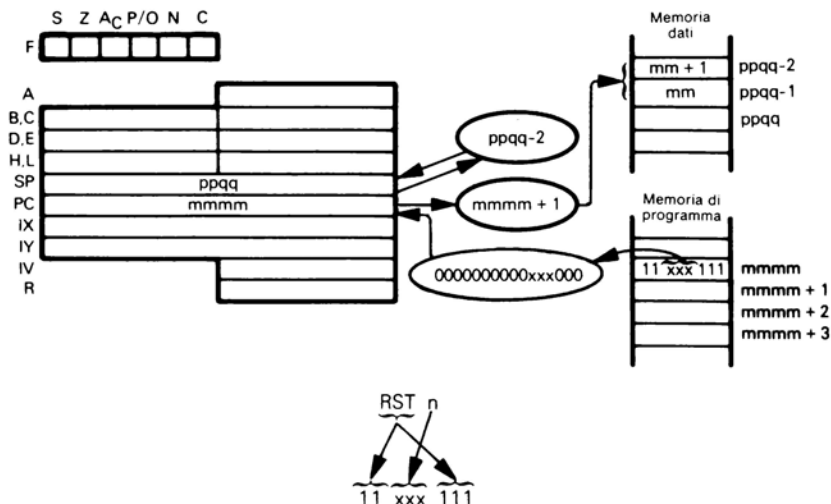 S Z AC P/O N C
F
A
B,C
D,E
H,L
SP ppqq
PC mmmm
IX
IY
IV
R
ppqq-2
mmmm + 1
0000000000xxx000
Memoria
dati
mm + 1 ppqq-2
mm ppqq-1
ppqq
Memoria di
programma
11 xxx 111 mmmm
mmmm + 1
mmmm + 2
mmmm + 3
RST n
11 xxx 111